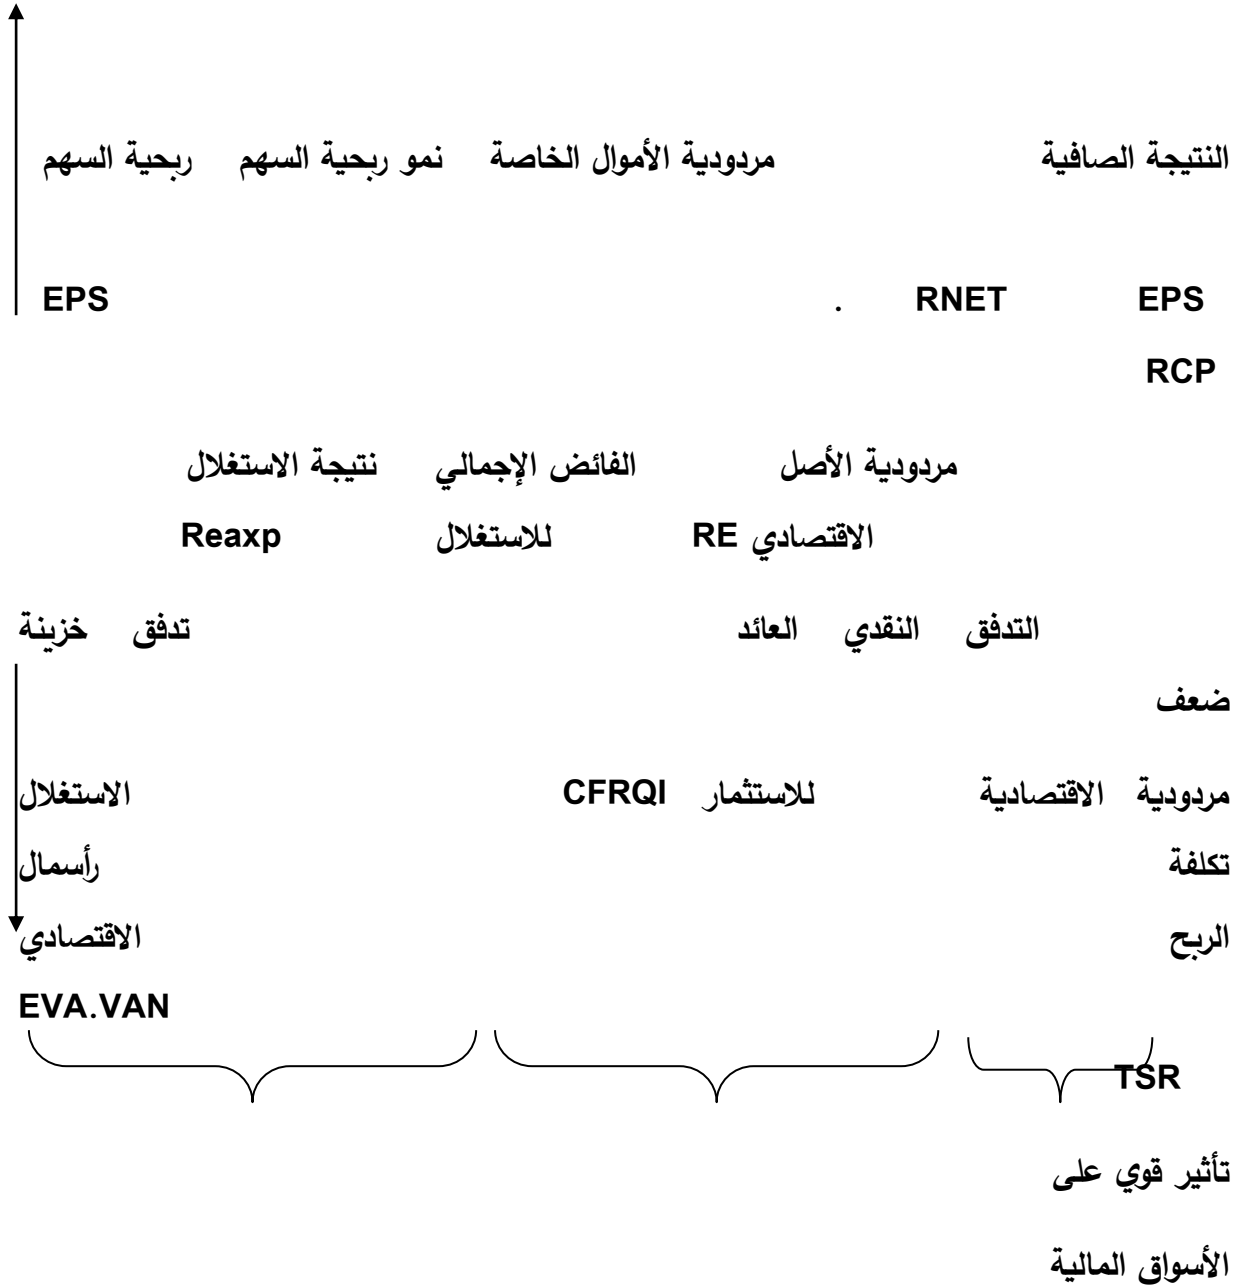 النتيجة الصافية مردودية الأموال الخاصة نمو ربحية السهم ربحية السهم
EPS RNET . EPS
RCP
مردودية الأصل الفائض الإجمالي نتيجة الاستغلال
الاقتصادي RE للاستغلال Reaxp
التدفق النقدي العائد تدفق خزينة
ضعف
مردودية الاقتصادية للاستثمار CFRQI الاستغلال
تكلفة رأسمال
الربح الاقتصادي
EVA.VAN
TSR
تأثير قوي على
الأسواق المالية